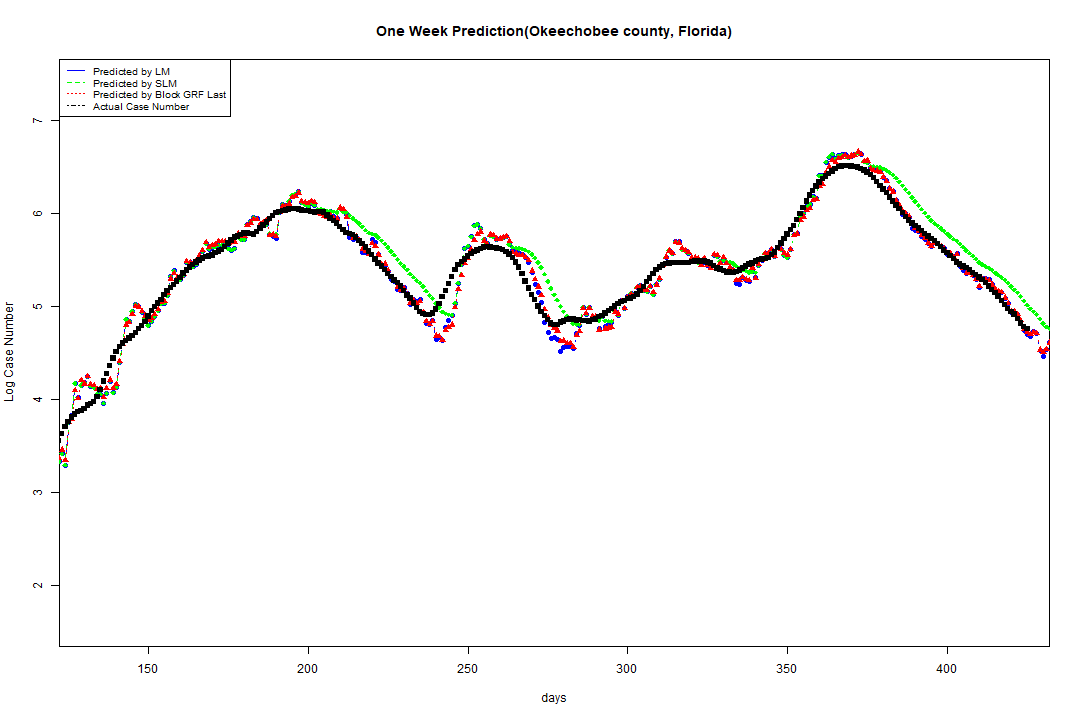 One Week Prediction(Okeechobee county, Florida)
Predicted by LM
Predicted by SLM
Predicted by Block GRF Last
Actual Case Number
7
6
5
4
3
2
Log Case Number
150 200 250 300 350 400
days